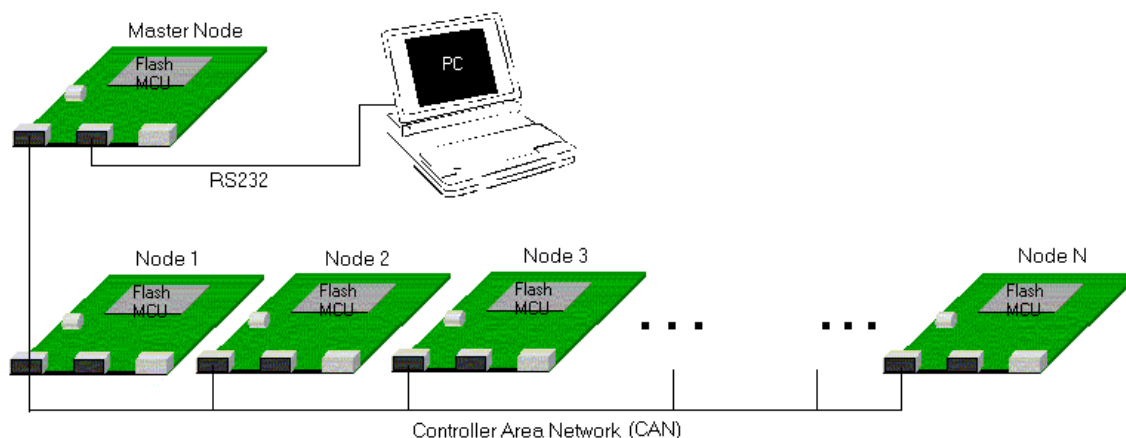 Master Node
Flash
MCU
PC
RS232
Node 1
Node 2
Node 3
Node N
Flash
MCU
Flash
MCU
Flash
MCU
Flash
MCU
Controller Area Network (CAN)